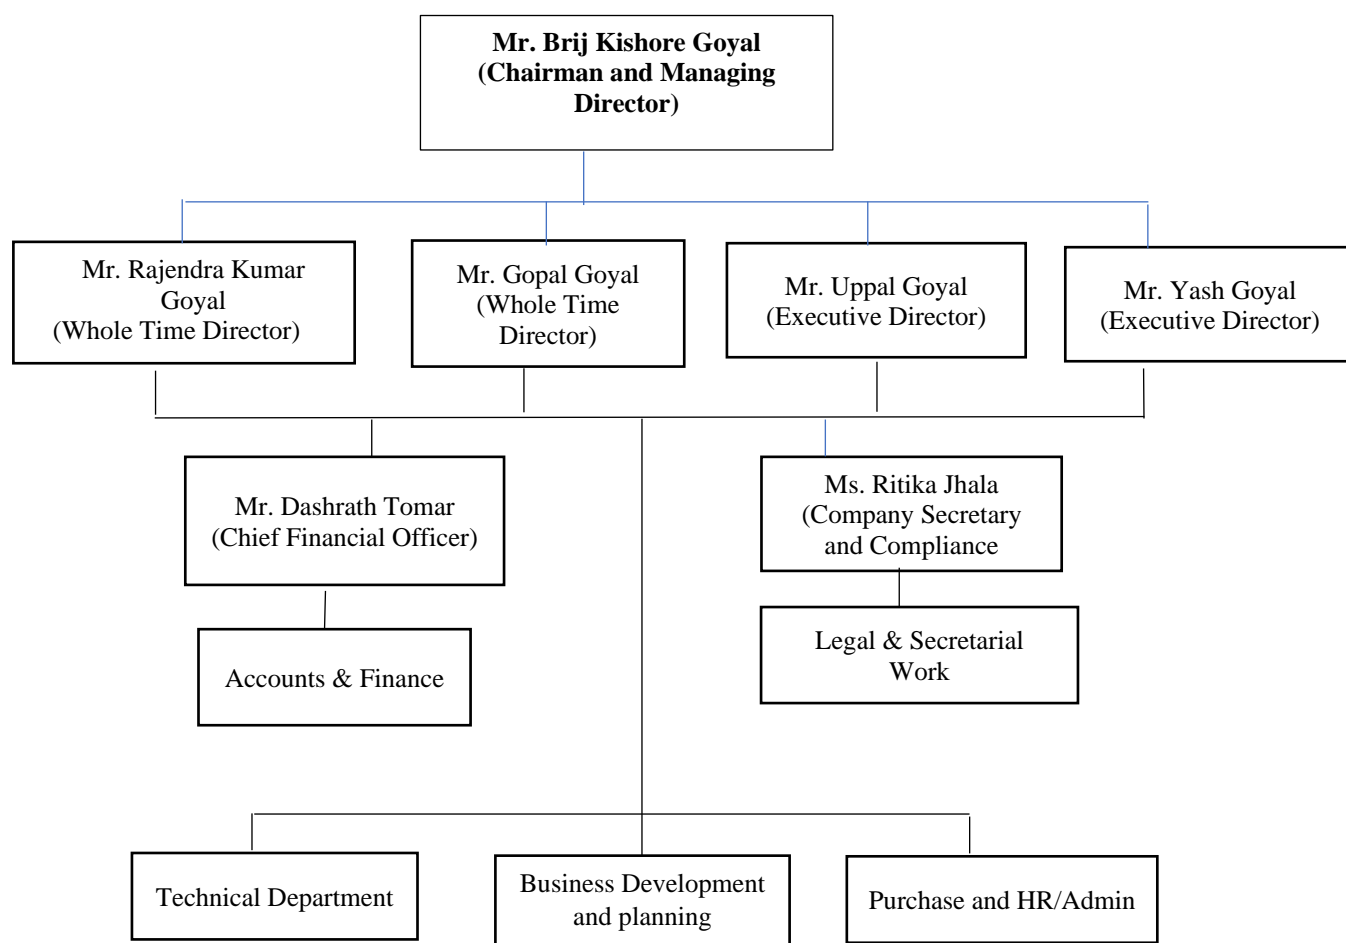 Mr. Brij Kishore Goyal
(Chairman and Managing
Director)
Mr. Rajendra Kumar
Goyal
(Whole Time Director)
Mr. Gopal Goyal
(Whole Time
Director)
Mr. Uppal Goyal
(Executive Director)
Mr. Yash Goyal
(Executive Director)
Mr. Dashrath Tomar
(Chief Financial Officer)
Ms. Ritika Jhala
(Company Secretary
and Compliance
Accounts & Finance
Legal & Secretarial
Work
Technical Department
Business Development
and planning
Purchase and HR/Admin